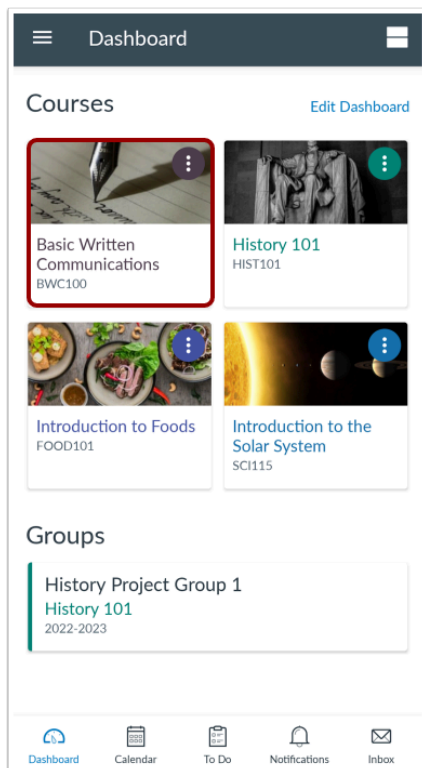 Dashboard
Courses
Edit Dashboard
Basic Written
Communications
BWC100
History 101
HIST101
Introduction to Foods
FOOD101
Introduction to the
Solar System
SCI115
Groups
History Project Group 1
History 101
2022-2023
Dashboard
Calendar
To Do
Notifications
Inbox